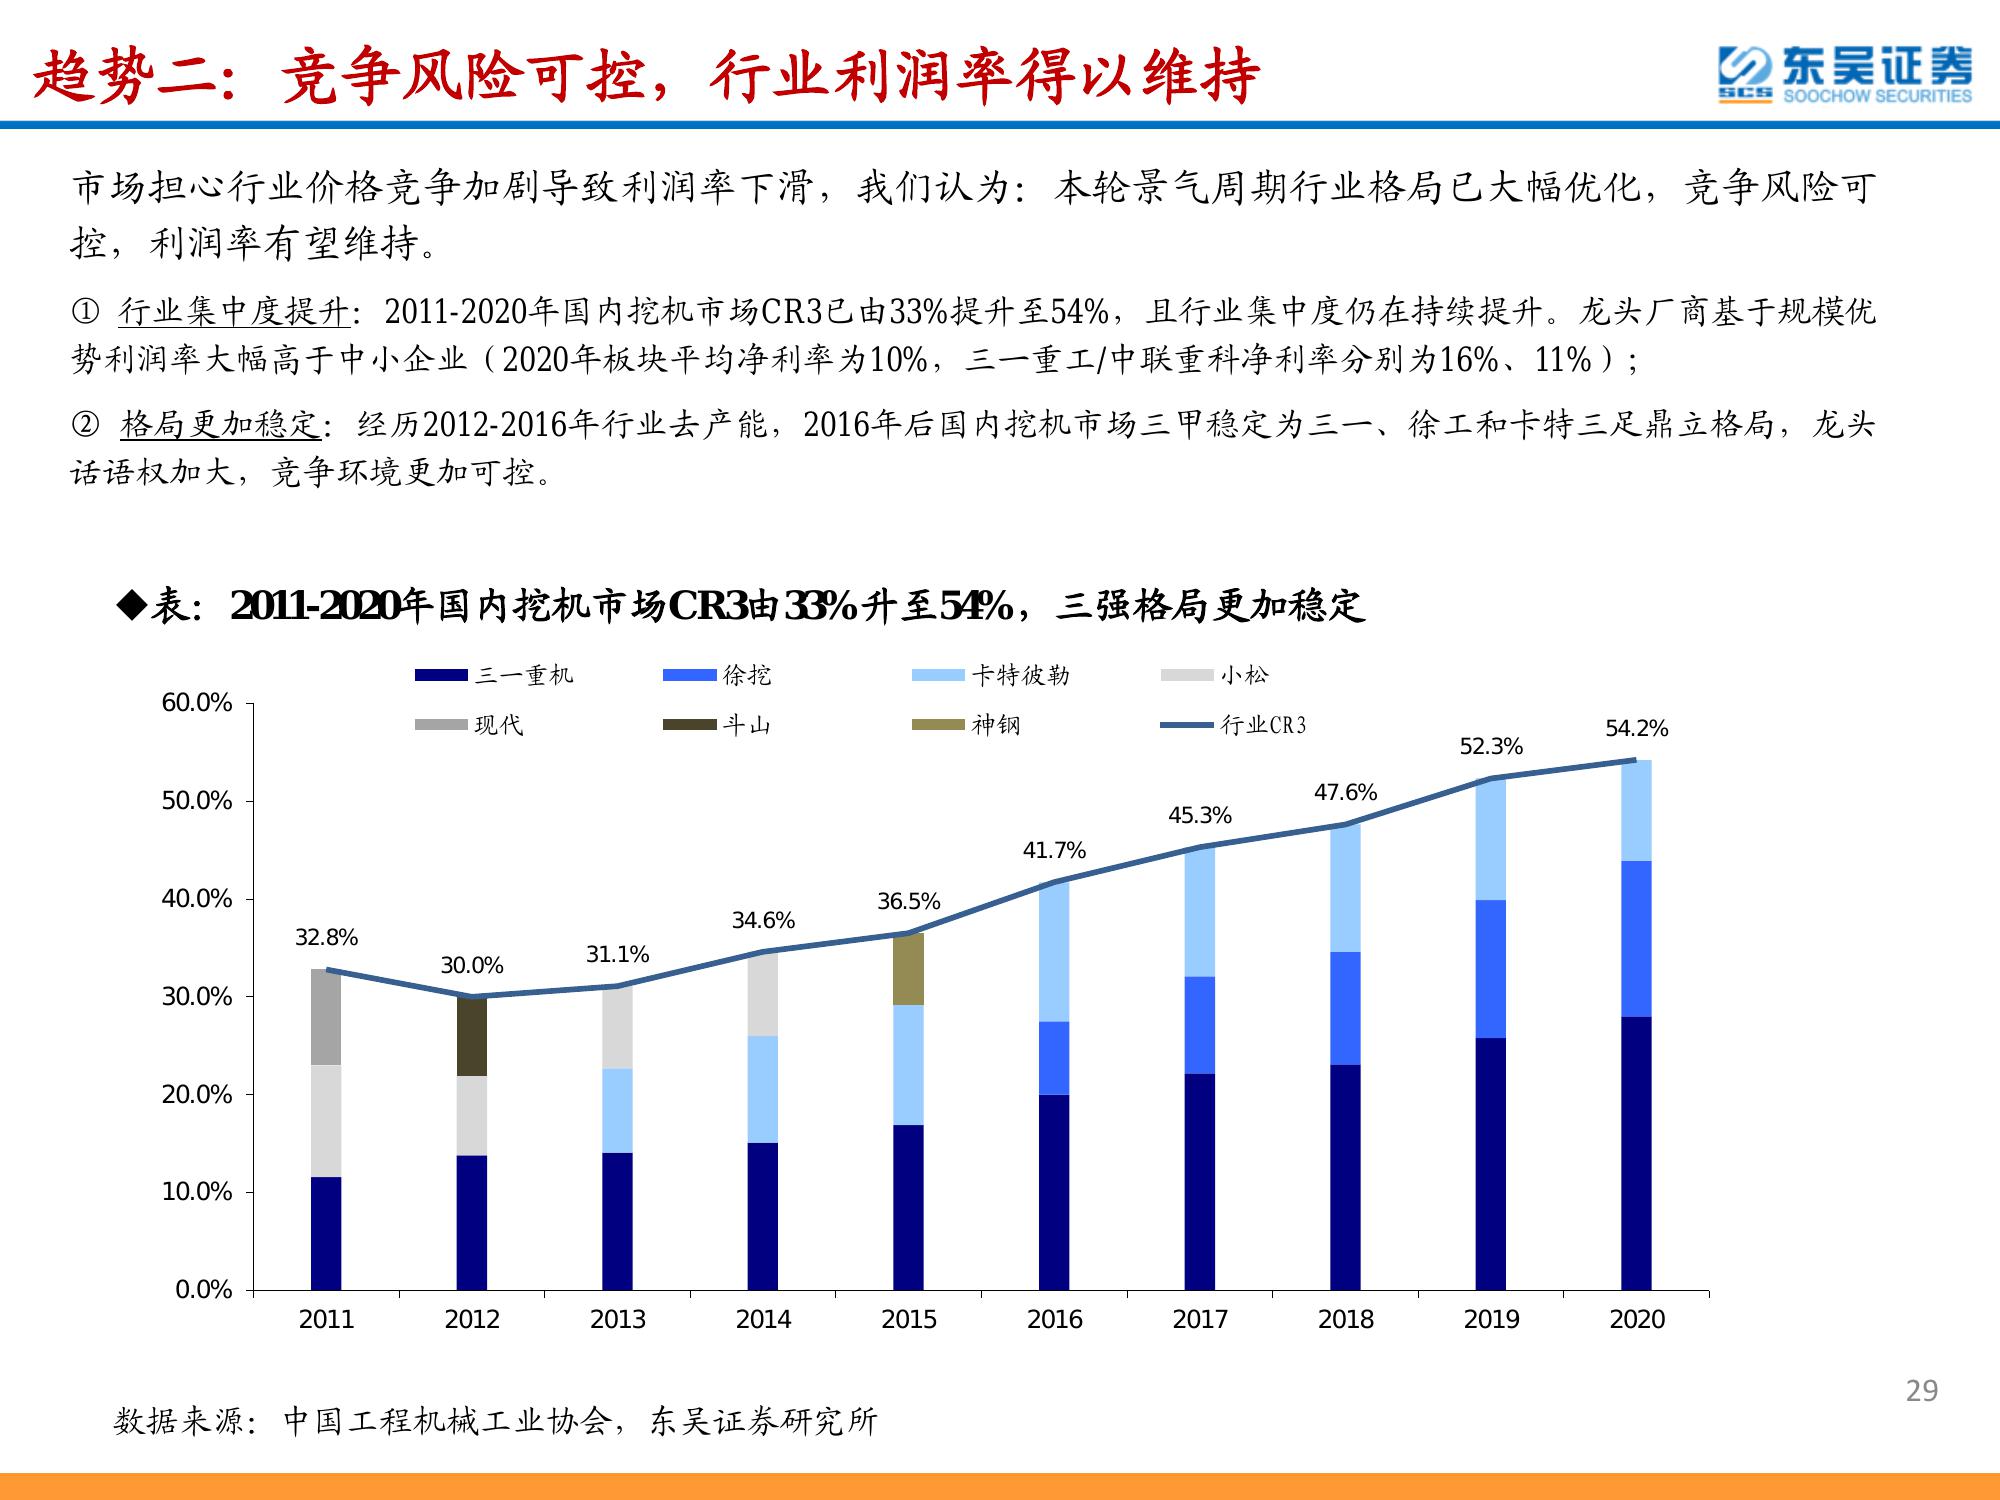 趋势二：竞争风险可控，行业利润率得以维持
东吴证券
SCS
SOOCHOW SECURITIES
市场担心行业价格竞争加剧导致利润率下滑，我们认为：本轮景气周期行业格局已大幅优化，竞争风险可
控，利润率有望维持。
① 行业集中度提升：2011-2020年国内挖机市场CR3已由33%提升至54%，且行业集中度仍在持续提升。龙头厂商基于规模优
势利润率大幅高于中小企业（2020年板块平均净利率为10%，三一重工/中联重科净利率分别为16%、11%）；
② 格局更加稳定：经历2012-2016年行业去产能，2016年后国内挖机市场三甲稳定为三一、徐工和卡特三足鼎立格局，龙头
话语权加大，竞争环境更加可控。
◆表：2011-2020年国内挖机市场CR3由33%升至54%，三强格局更加稳定
三一重机 徐挖 卡特彼勒 小松
现代 斗山 神钢 行业CR3
60.0%
50.0%
40.0%
30.0%
20.0%
10.0%
0.0%
32.8% 30.0% 31.1% 34.6% 36.5% 41.7% 45.3% 47.6% 52.3% 54.2%
2011 2012 2013 2014 2015 2016 2017 2018 2019 2020
29
数据来源：中国工程机械工业协会，东吴证券研究所